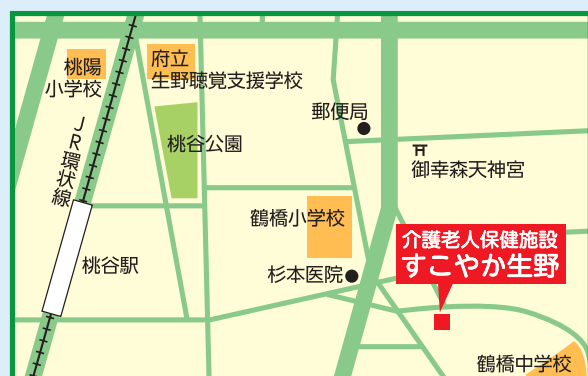 桃陽
小学校
府立
生野聴覚支援学校
郵便局
桃谷公園
JR環状線
御幸森天神宮
鶴橋小学校
介護老人保健施設
すこやか生野
桃谷駅
杉本医院
鶴橋中学校